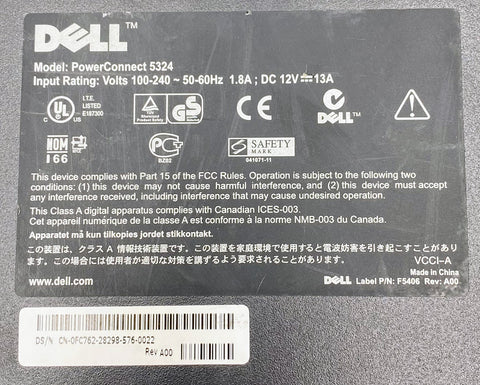 DELL™
Model: PowerConnect 5324
Input Rating: Volts 100-240 ~ 50-60Hz 1.8A ; DC 12V⎓13A
UL US LISTED I.T.E. E187300
GS
CE
N DELL
NOM 166
PC BZ02
SAFETY MARK 041071-11
This device complies with Part 15 of the FCC Rules. Operation is subject to the following two
conditions: (1) this device may not cause harmful interference, and (2) this device must accept
any interference received, including interference that may cause undesired operation.
This Class A digital apparatus complies with Canadian ICES-003.
Cet appareil numérique de la classe A est conforme à la norme NMB-003 du Canada.
Apparatet må kun tilkoples jordet stikkontakt.
この装置は、クラス A 情報技術装置です。この装置を家庭環境で使用すると電波妨害を引き起こすことがありま
す。この場合には使用者が適切な対策を講ずるよう要求されることがあります。 VCCI-A
Made in China
www.dell.com DELL Label P/N: F5406 Rev: A00
DS/N CN-0FC762-28298-576-0022
Rev A00